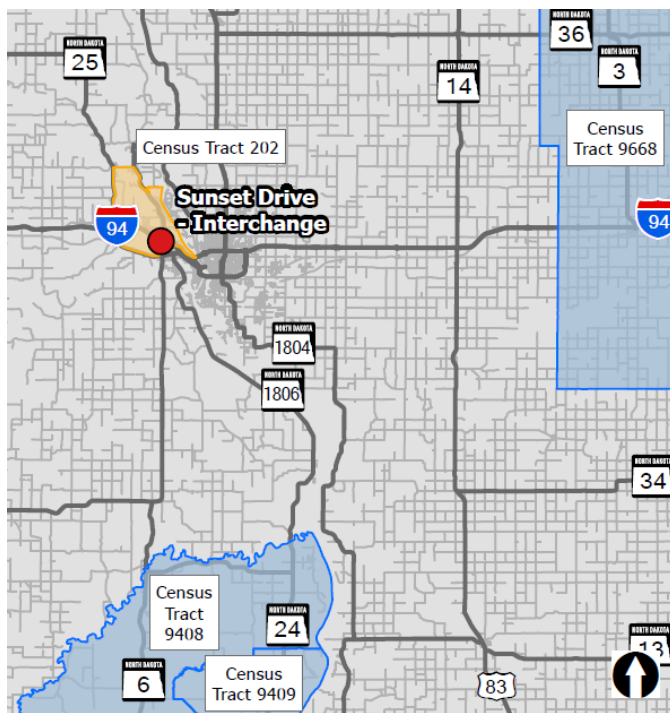 NORTH DAKOTA
25
NORTH DAKOTA
36
NORTH DAKOTA
3
NORTH DAKOTA
14
Census
Tract 9668
Census Tract 202
Sunset Drive
- Interchange
94
94
NORTH DAKOTA
1804
NORTH DAKOTA
1806
NORTH DAKOTA
34
Census
Tract
9408
NORTH DAKOTA
24
NORTH DAKOTA
13
Census
Tract 9409
NORTH DAKOTA
6
83